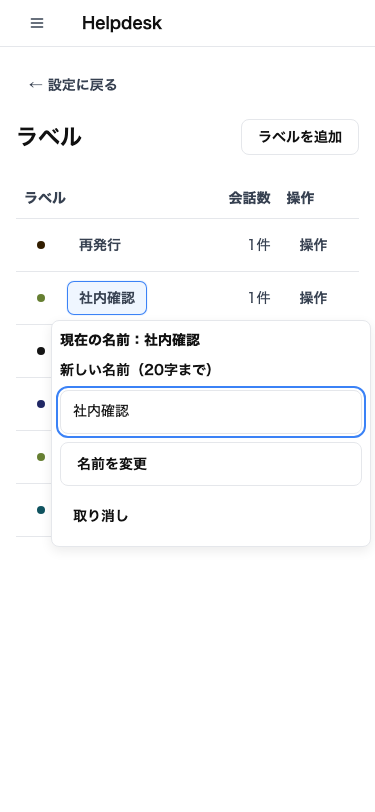 Helpdesk
← 設定に戻る
ラベル
ラベルを追加
ラベル 会話数 操作
再発行 1件 操作
社内確認 1件 操作
現在の名前：社内確認
新しい名前（20字まで）
社内確認
名前を変更
取り消し